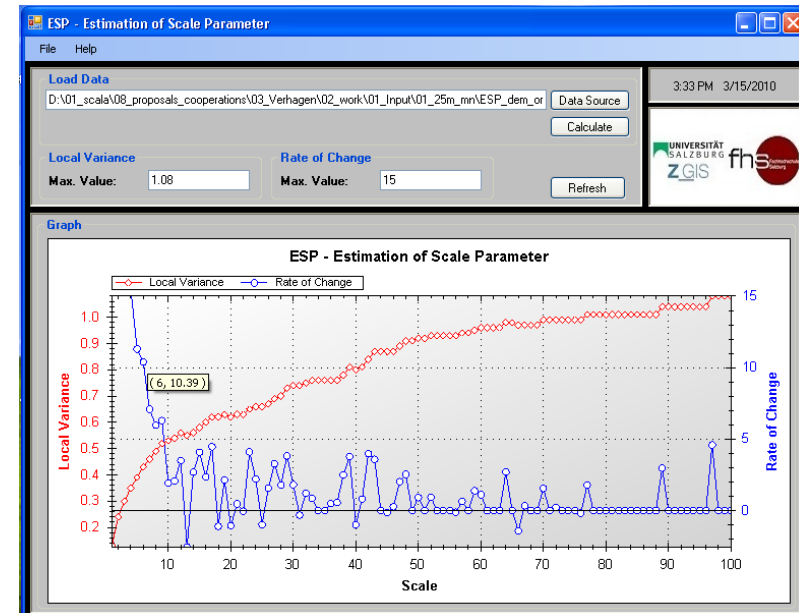 ESP - Estimation of Scale Parameter
File Help
Load Data
D:\01_scala\08_proposals_cooperations\03_Verhagen\02_work\01_Input\01_25m_mn\ESP_dem_or
Data Source
Calculate
3:33 PM 3/15/2010
Local Variance
Max. Value: 1.08
Rate of Change
Max. Value: 15
Refresh
UNIVERSITÄT
SALZBURG
Z_GIS
fhs
Fachhochschule
Salzburg
Graph
ESP - Estimation of Scale Parameter
Local Variance Rate of Change
1.0
0.9
0.8
0.7
0.6
0.5
0.4
0.3
0.2
Local Variance
( 6, 10.39 )
15
10
5
0
Rate of Change
10 20 30 40 50 60 70 80 90 100
Scale